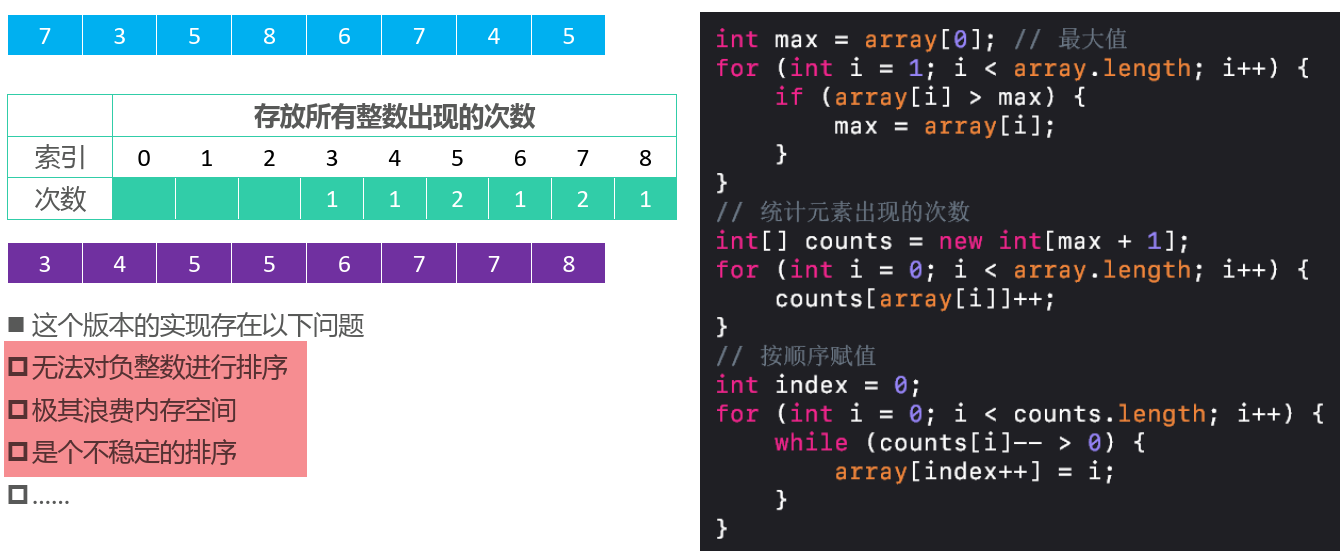 7 3 5 8 6 7 4 5
存放所有整数出现的次数
索引 0 1 2 3 4 5 6 7 8
次数 1 1 2 1 2 1
3 4 5 5 6 7 7 8
这个版本的实现存在以下问题
无法对负整数进行排序
极其浪费内存空间
是个不稳定的排序
......
int max = array[0]; // 最大值
for (int i = 1; i < array.length; i++) {
    if (array[i] > max) {
        max = array[i];
    }
}
// 统计元素出现的次数
int[] counts = new int[max + 1];
for (int i = 0; i < array.length; i++) {
    counts[array[i]]++;
}
// 按顺序赋值
int index = 0;
for (int i = 0; i < counts.length; i++) {
    while (counts[i]-- > 0) {
        array[index++] = i;
    }
}